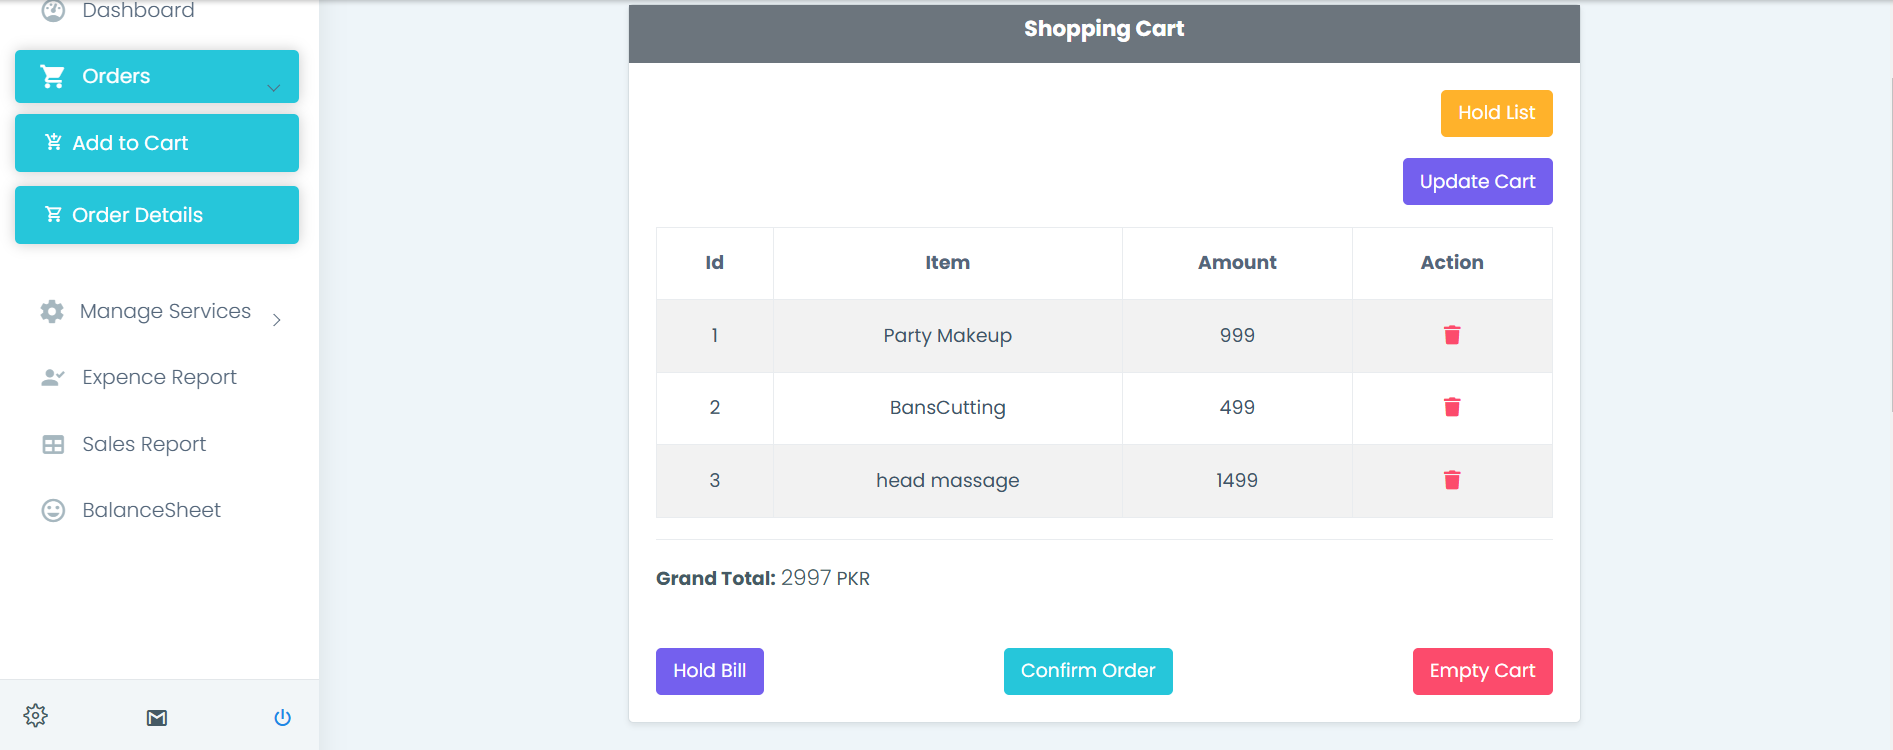 Dashboard
Orders
Add to Cart
Order Details
Manage Services
Expence Report
Sales Report
BalanceSheet
Shopping Cart
Hold List
Update Cart
Id Item Amount Action
1 Party Makeup 999
2 BansCutting 499
3 head massage 1499
Grand Total: 2997 PKR
Hold Bill Confirm Order Empty Cart